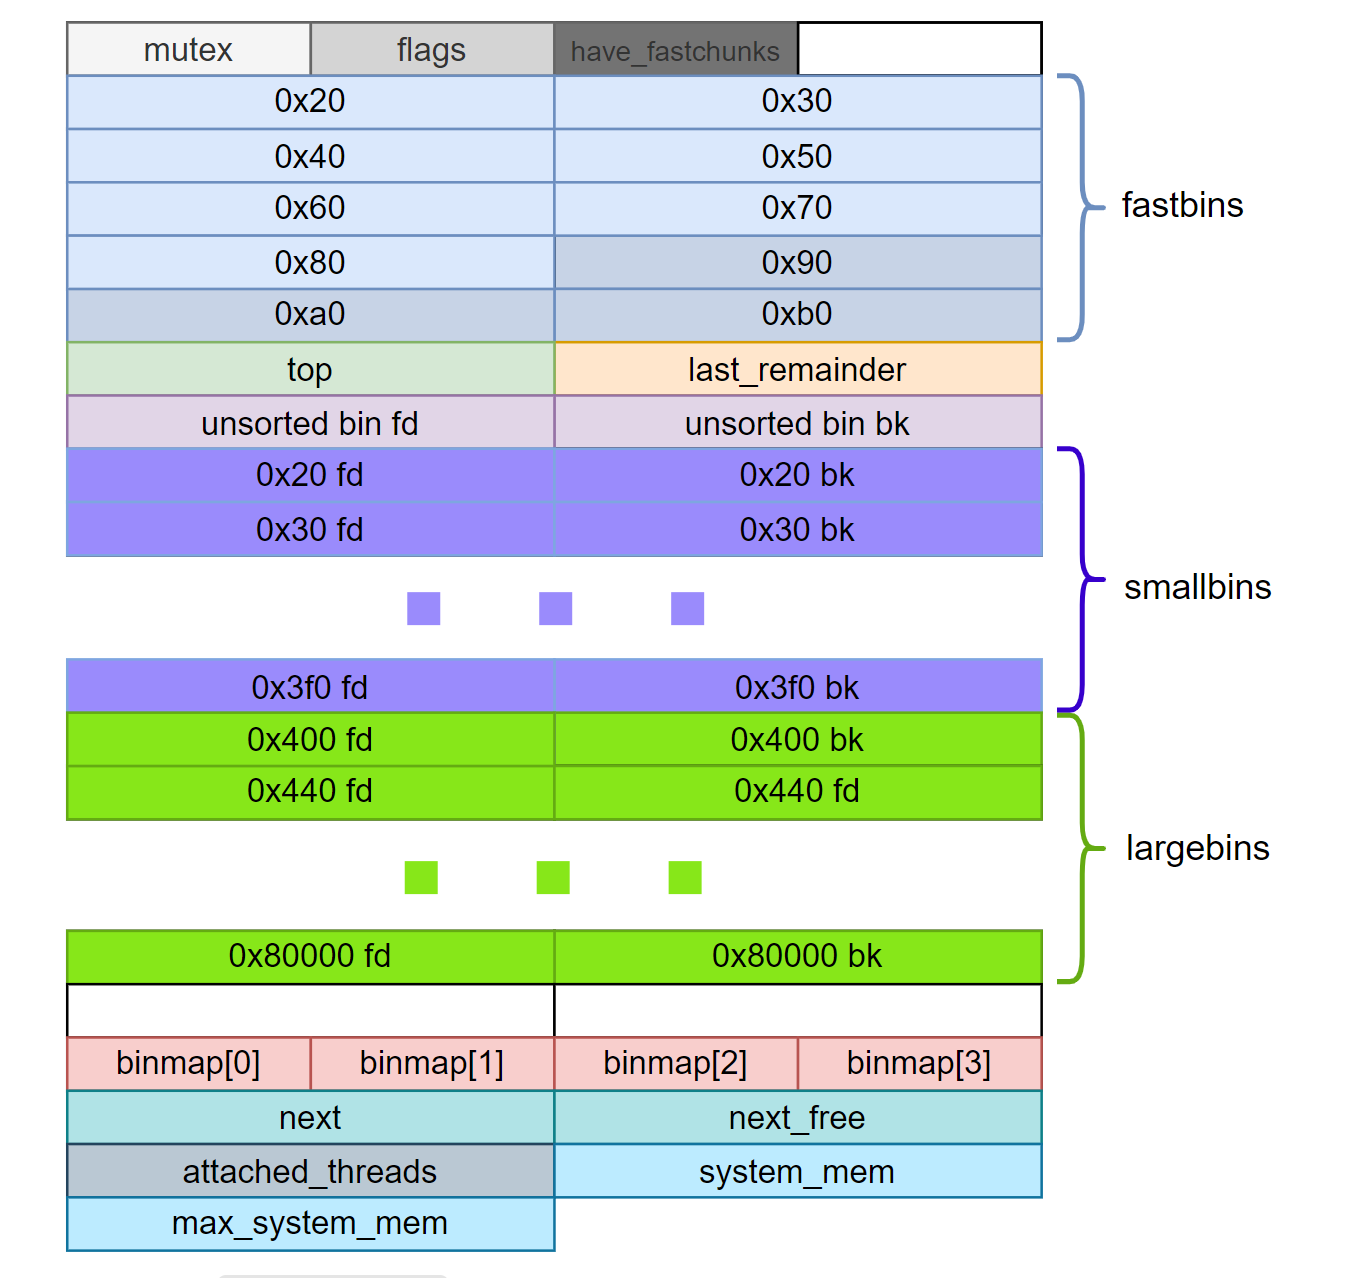 mutex flags have_fastchunks
0x20 0x30
0x40 0x50
0x60 0x70
fastbins
0x80 0x90
0xa0 0xb0
top last_remainder
unsorted bin fd unsorted bin bk
0x20 fd 0x20 bk
0x30 fd 0x30 bk
smallbins
0x3f0 fd 0x3f0 bk
0x400 fd 0x400 bk
0x440 fd 0x440 fd
largebins
0x80000 fd 0x80000 bk
binmap[0] binmap[1] binmap[2] binmap[3]
next next_free
attached_threads system_mem
max_system_mem